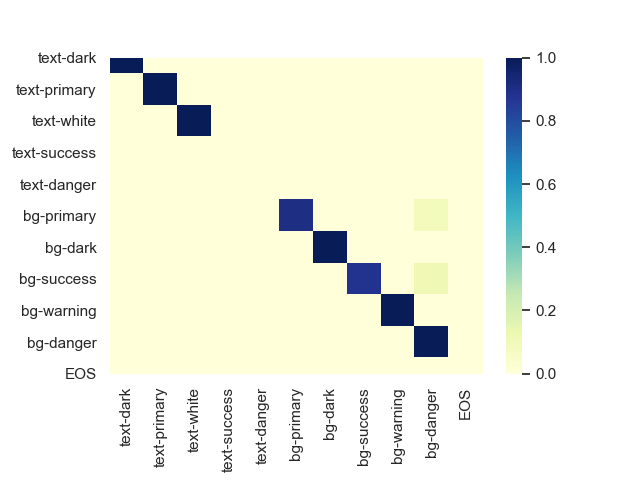 text-dark
text-primary
text-white
text-success
text-danger
bg-primary
bg-dark
bg-success
bg-warning
bg-danger
EOS
text-dark
text-primary
text-white
text-success
text-danger
bg-primary
bg-dark
bg-success
bg-warning
bg-danger
EOS
1.0
0.8
0.6
0.4
0.2
0.0